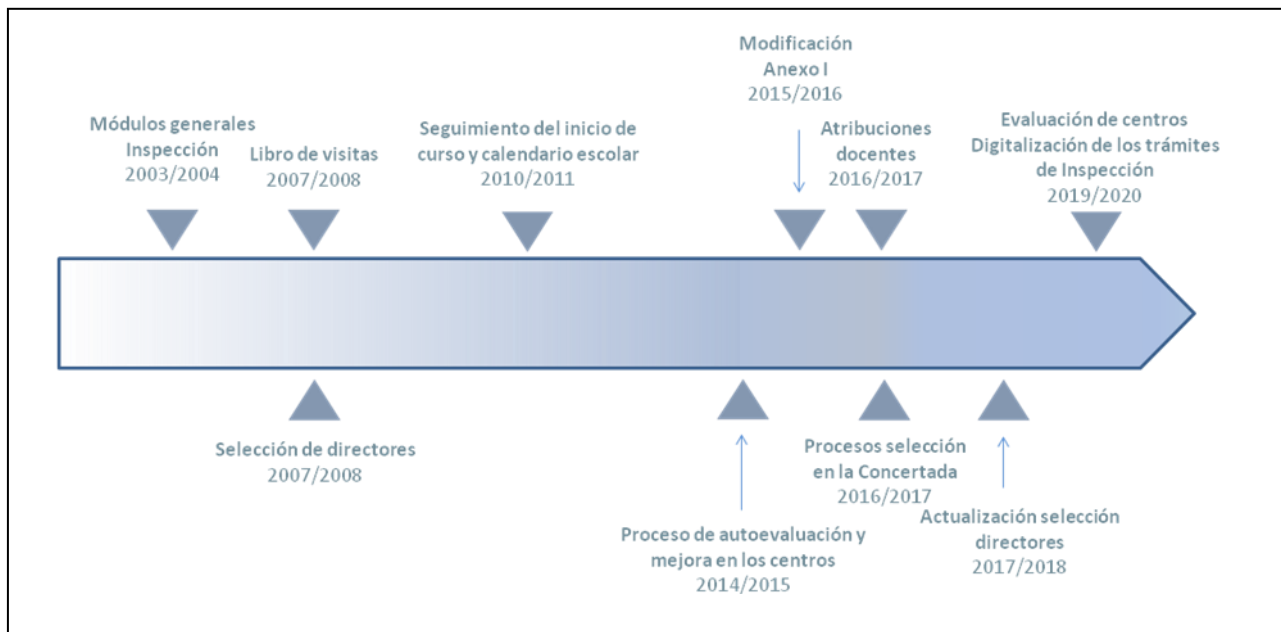 Modificación
Anexo I
2015/2016
Módulos generales
Inspección
2003/2004
Libro de visitas
2007/2008
Seguimiento del inicio de
curso y calendario escolar
2010/2011
Atribuciones
docentes
2016/2017
Evaluación de centros
Digitalización de los trámites
de Inspección
2019/2020
Selección de directores
2007/2008
Proceso de autoevaluación y
mejora en los centros
2014/2015
Procesos selección
en la Concertada
2016/2017
Actualización selección
directores
2017/2018